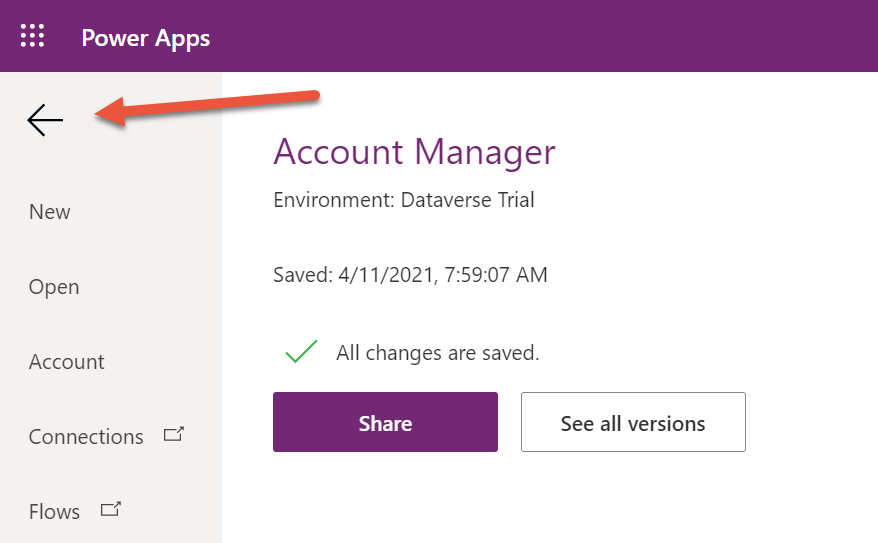 Power Apps
New
Open
Account
Connections
Flows
Account Manager
Environment: Dataverse Trial
Saved: 4/11/2021, 7:59:07 AM
All changes are saved.
Share
See all versions